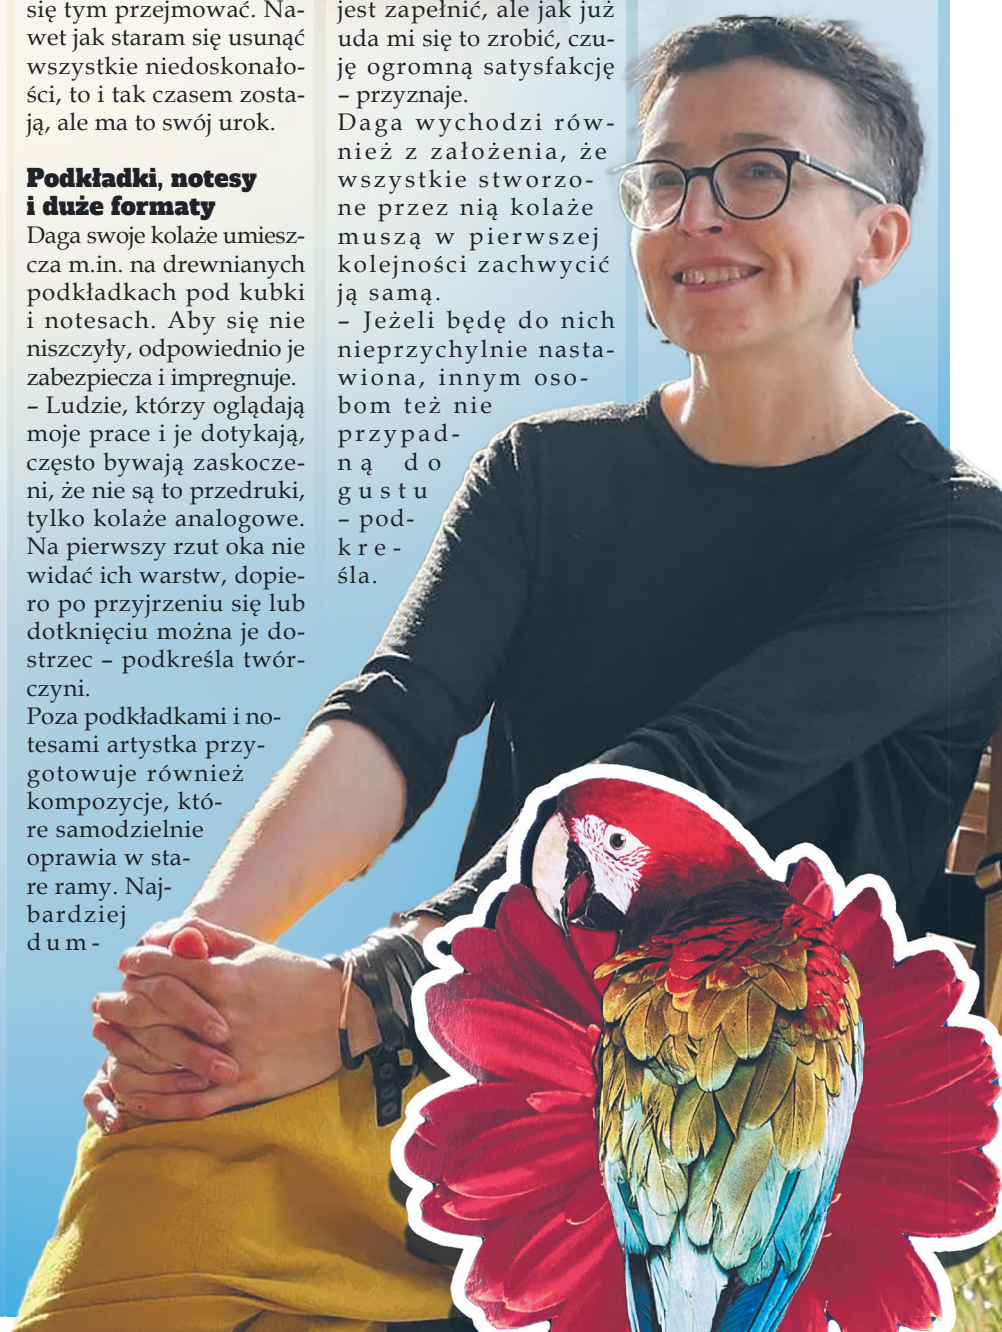 się tym przejmować. Na-
wet jak staram się usunąć
wszystkie niedoskonało-
ści, to i tak czasem zosta-
ją, ale ma to swój urok.
Podkładki, notesy
i duże formaty
Daga swoje kolaże umiesz-
cza m.in. na drewnianych
podkładkach pod kubki
i notesach. Aby się nie
niszczyły, odpowiednio je
zabezpiecza i impregnuje.
– Ludzie, którzy oglądają
moje prace i je dotykają,
często bywają zaskocze-
ni, że nie są to przedruki,
tylko kolaże analogowe.
Na pierwszy rzut oka nie
widać ich warstw, dopie-
ro po przyjrzeniu się lub
dotknięciu można je do-
strzec – podkreśla twór-
czyni.
Poza podkładkami i no-
tesami artystka przy-
gotowuje również
kompozycje, któ-
re samodzielnie
oprawia w sta-
re ramy. Naj-
bardziej
dum-
jest zapełnić, ale jak już
uda mi się to zrobić, czu-
ję ogromną satysfakcję
– przyznaje.
Daga wychodzi rów-
nież z założenia, że
wszystkie stworzo-
ne przez nią kolaże
muszą w pierwszej
kolejności zachwycić
ją samą.
– Jeżeli będę do nich
nieprzychylnie nasta-
wiona, innym oso-
bom też nie
przypad-
ną do
gustu
– pod-
kre-
śla.